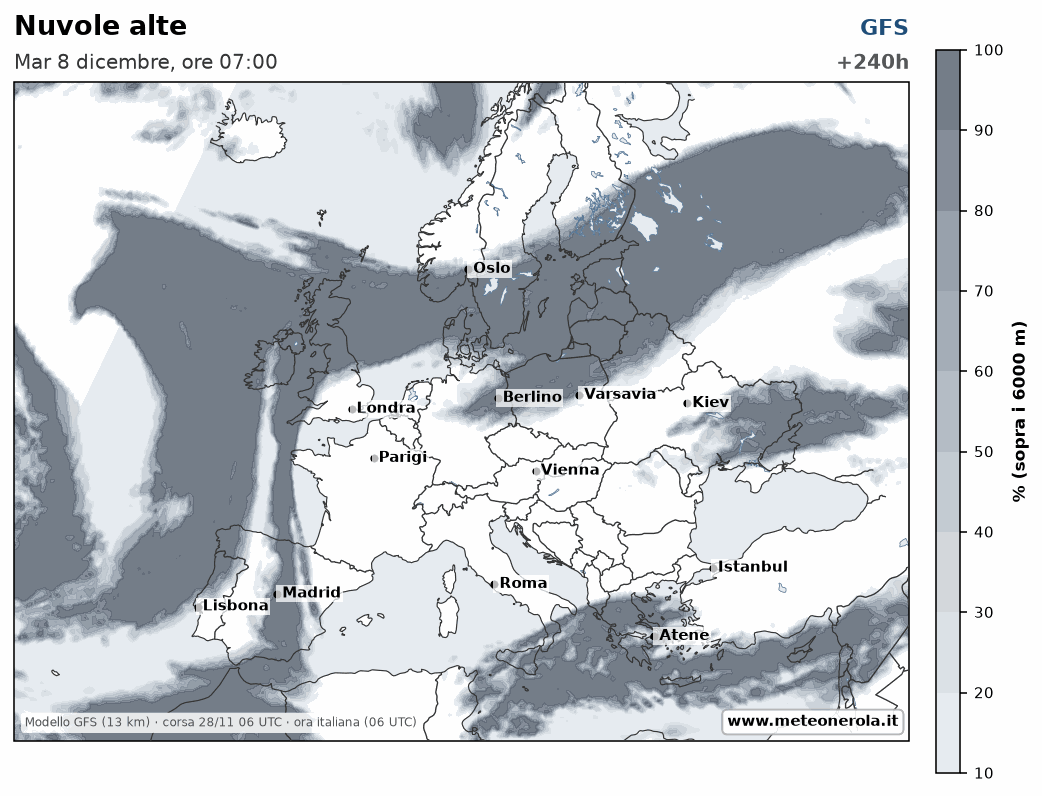 Nuvole alte
GFS
Mar 8 dicembre, ore 07:00
+240h
100
90
80
70
60
50
40
30
20
10
% (sopra i 6000 m)
Oslo
Berlino
Varsavia
Kiev
Londra
Parigi
Vienna
Istanbul
Roma
Madrid
Lisbona
Atene
Modello GFS (13 km) · corsa 28/11 06 UTC · ora italiana (06 UTC)
www.meteonerola.it